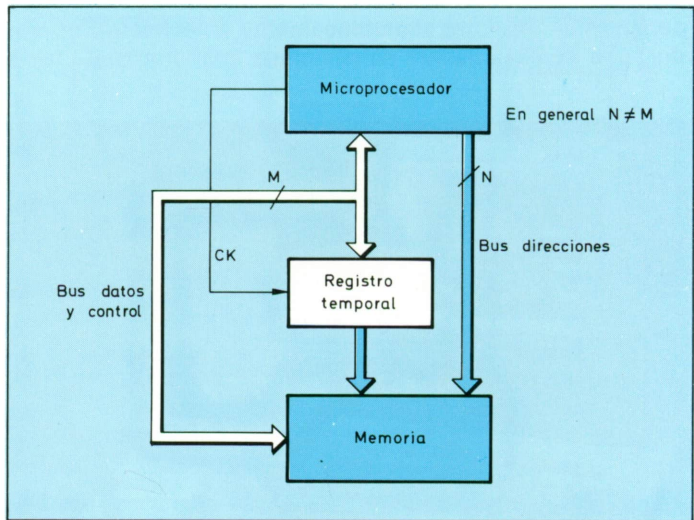 Microprocesador
En general N ≠ M
M
N
CK
Bus direcciones
Registro
temporal
Bus datos
y control
Memoria